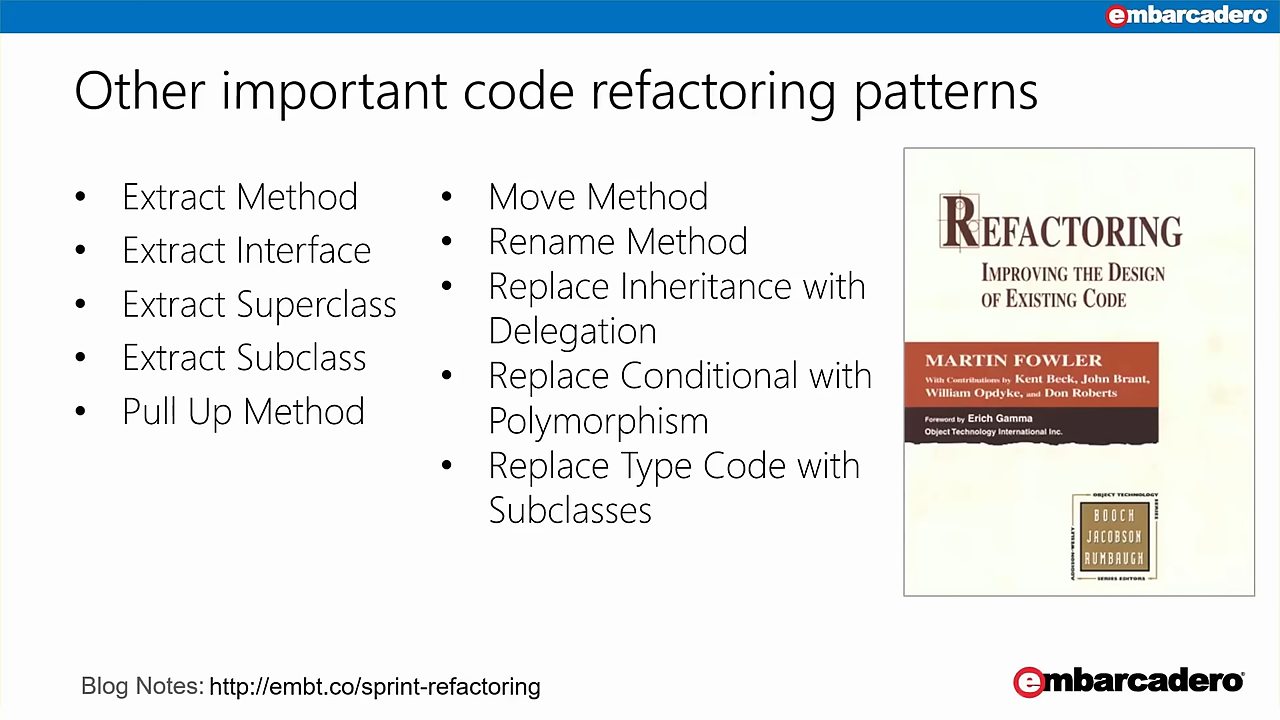 embarcadero
Other important code refactoring patterns
• Extract Method
• Extract Interface
• Extract Superclass
• Extract Subclass
• Pull Up Method
• Move Method
• Rename Method
• Replace Inheritance with
Delegation
• Replace Conditional with
Polymorphism
• Replace Type Code with
Subclasses
REFACTORING
IMPROVING THE DESIGN
OF EXISTING CODE
MARTIN FOWLER
With Contributions by Kent Beck, John Brant,
William Opdyke, and Don Roberts
Foreword by Erich Gamma
Object Technology International Inc.
OBJECT TECHNOLOGY
SERIES
BOOCH
JACOBSON
RUMBAUGH
ADDISON-WESLEY
SERIES EDITORS
Blog Notes: http://embt.co/sprint-refactoring
embarcadero